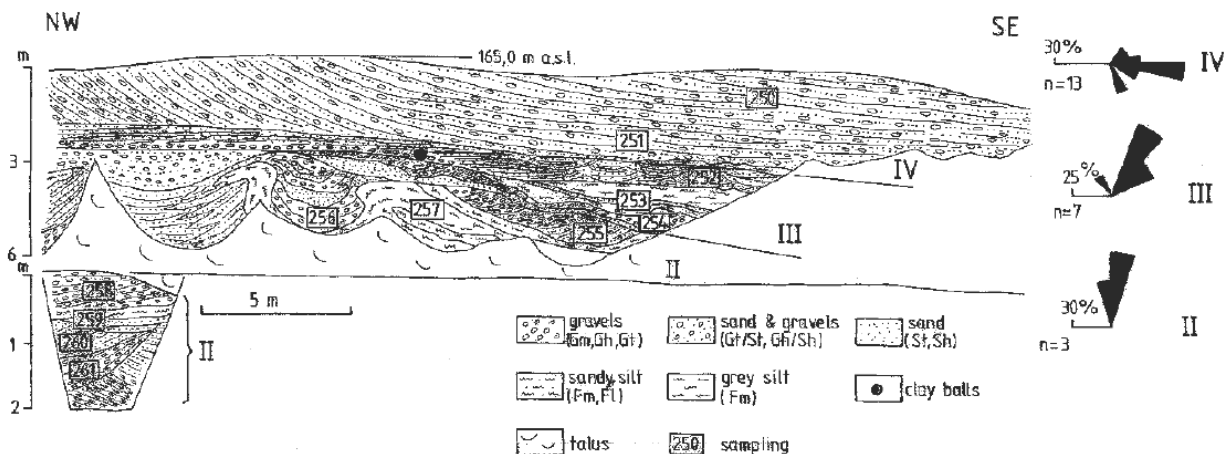 NW
SE
m
165,0 m a.s.l.
30%
n=13
IV
250
251
3
252
IV
25%
n=7
III
253
256
257
254
255
III
6
II
m
258
5 m
259
1
260
II
261
2
30%
n=3
II
gravels
(Gm,Gh,Gt)
sand & gravels
(Gt/St, Gh/Sh)
sand
(St,Sh)
sandy silt
(Fm,Fl)
grey silt
(Fm)
clay balls
talus
250 sampling